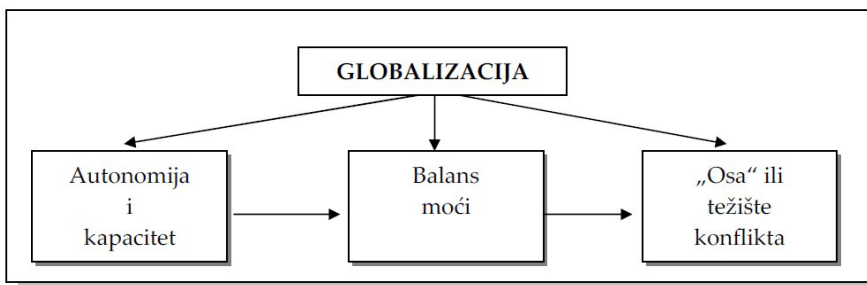 GLOBALIZACIJA
Autonomija
i
kapacitet
Balans
moći
„Osa“ ili
težište
konflikta